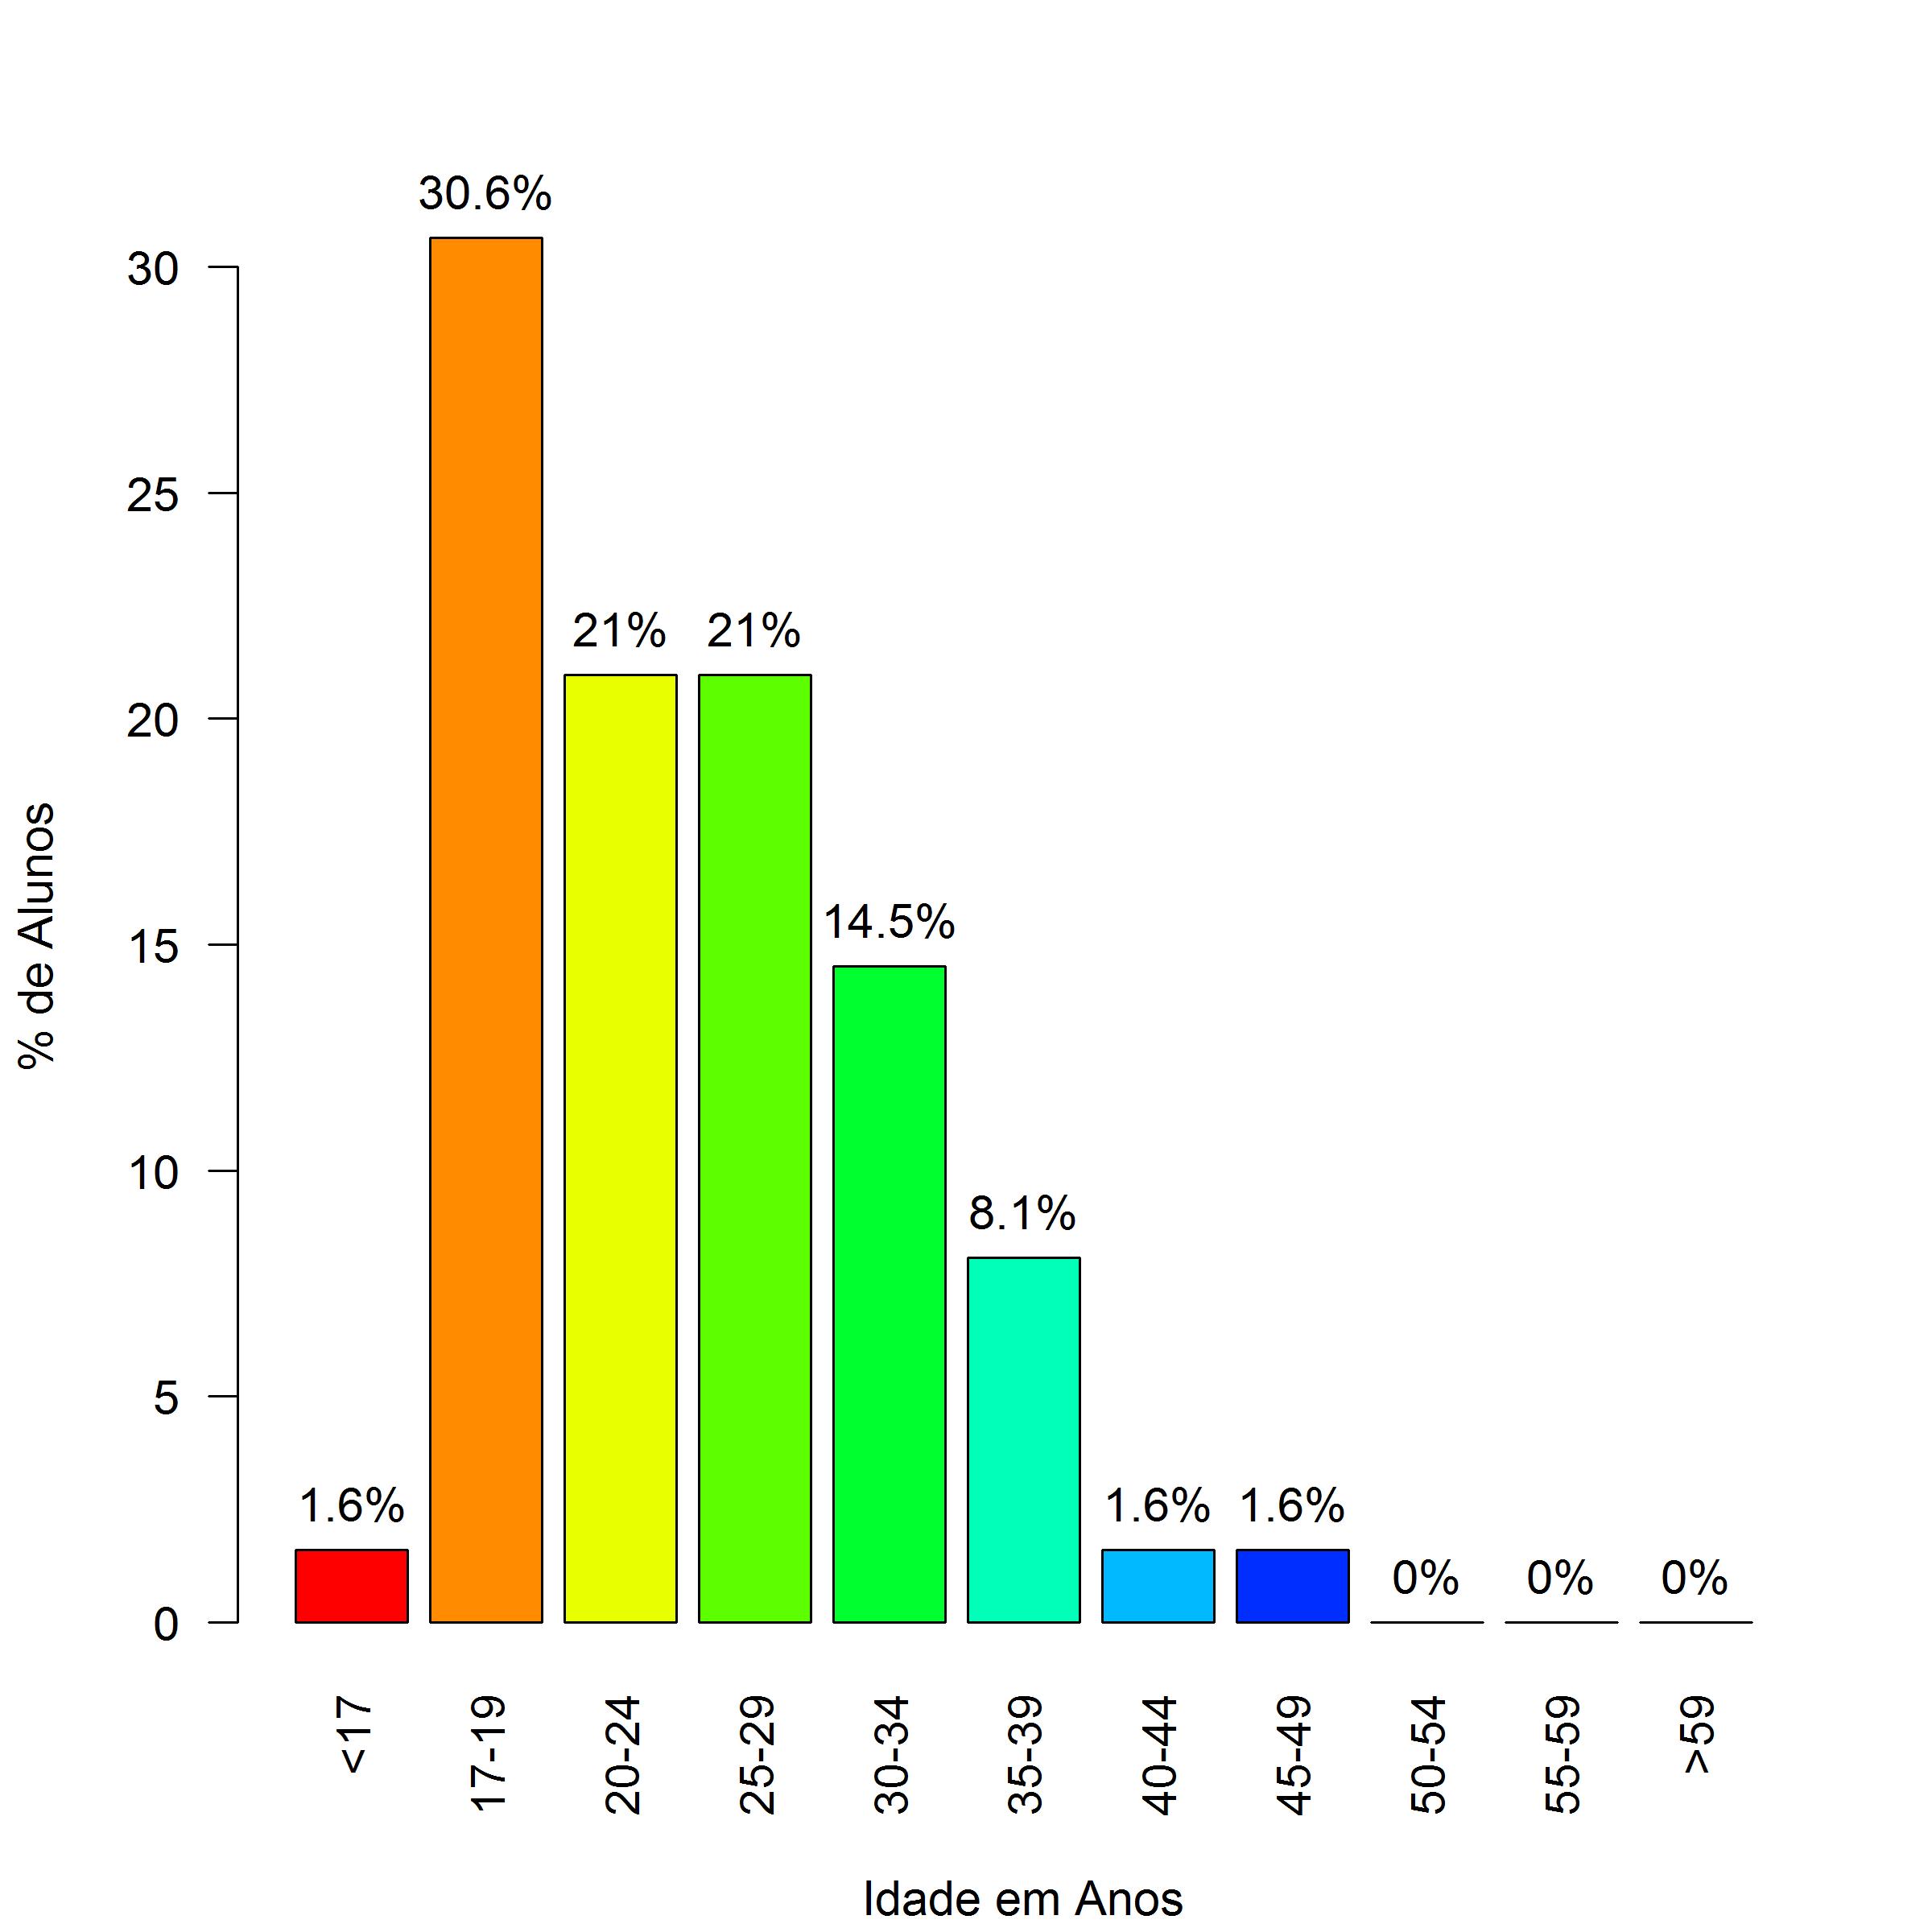 30.6%
30
25
21% 21%
20
14.5%
15
10
8.1%
5
1.6% 1.6% 1.6%
0% 0% 0%
0
% de Alunos
<17 17-19 20-24 25-29 30-34 35-39 40-44 45-49 50-54 55-59 >59
Idade em Anos